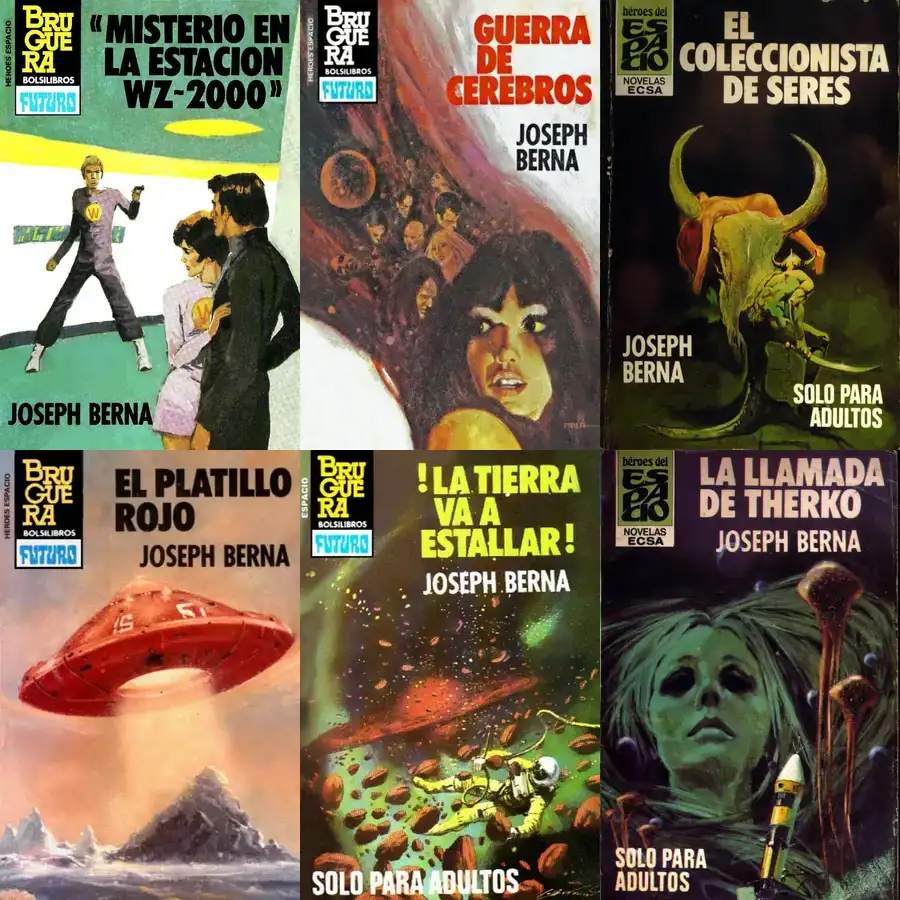 HEROES ESPACIO
BRU
GUE
RA
BOLSILIBROS
FUTURO
"MISTERIO EN
LA ESTACION
WZ-2000"
W
W
JOSEPH BERNA
HEROES ESPACIO
BRU
GUE
RA
BOLSILIBROS
FUTURO
GUERRA
DE
CEREBROS
JOSEPH
BERNA
héroes del
ESPACIO
NOVELAS
ECSA
EL
COLECCIONISTA
DE SERES
JOSEPH
BERNA
SOLO PARA
ADULTOS
HEROES ESPACIO
BRU
GUE
RA
BOLSILIBROS
FUTURO
EL PLATILLO
ROJO
JOSEPH BERNA
ESPACIO
BRU
GUE
RA
BOLSILIBROS
FUTURO
!LA TIERRA
VA A
ESTALLAR!
JOSEPH BERNA
SOLO PARA ADULTOS
héroes del
ESPACIO
NOVELAS
ECSA
LA LLAMADA
DE THERKO
JOSEPH BERNA
SOLO PARA
ADULTOS